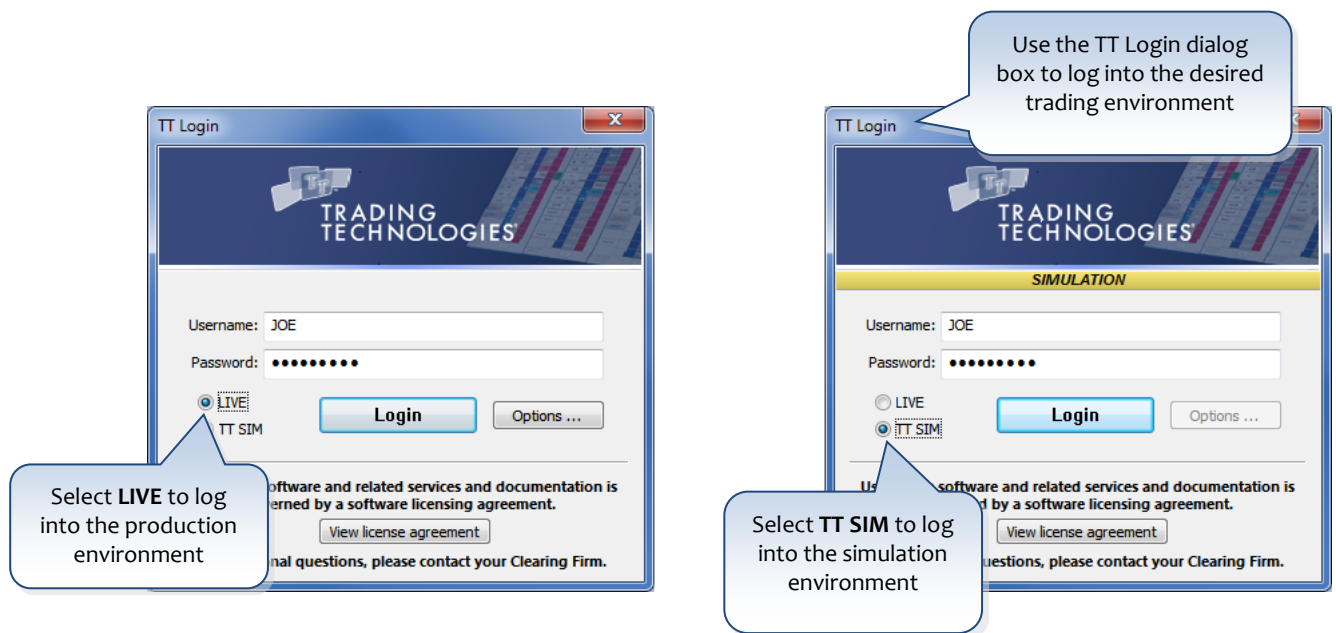 Use the TT Login dialog
box to log into the desired
trading environment
TT Login
TRADING
TECHNOLOGIES
Username: JOE
Password: •••••••••
LIVE
TT SIM
Login
Options ...
software and related services and documentation is
erned by a software licensing agreement.
View license agreement
nal questions, please contact your Clearing Firm.
Select LIVE to log
into the production
environment
TT Login
TRADING
TECHNOLOGIES
SIMULATION
Username: JOE
Password: •••••••••
LIVE
TT SIM
Login
Options ...
Us software and related services and documentation is
d by a software licensing agreement.
View license agreement
uestions, please contact your Clearing Firm.
Select TT SIM to log
into the simulation
environment